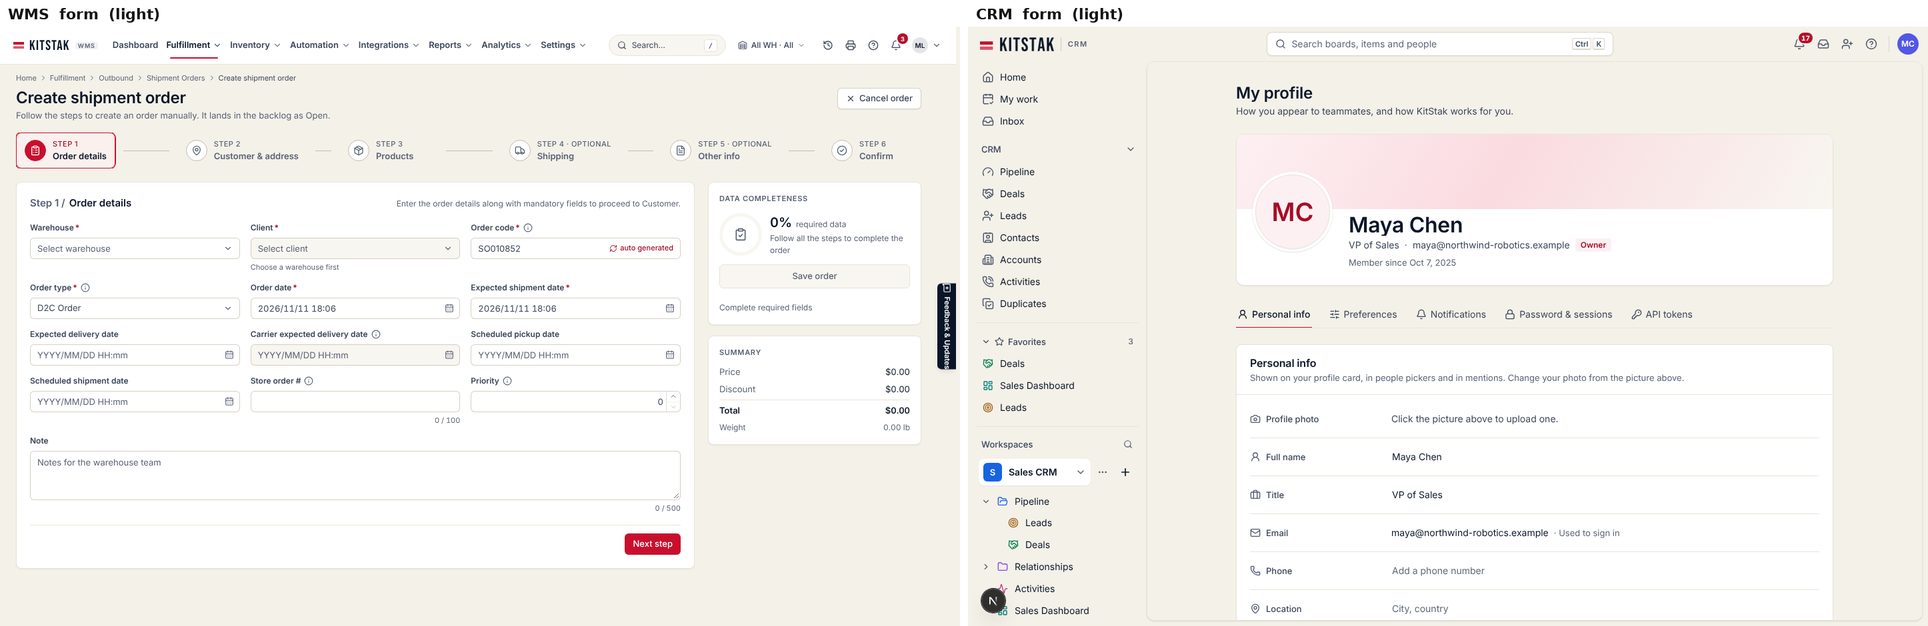 WMS form (light)
KITSTAK WMS
Dashboard Fulfillment Inventory Automation Integrations Reports Analytics Settings
Search... /
All WH · All
3
ML
Home > Fulfillment > Outbound > Shipment Orders > Create shipment order
Create shipment order
Follow the steps to create an order manually. It lands in the backlog as Open.
Cancel order
STEP 1
Order details
STEP 2
Customer & address
STEP 3
Products
STEP 4 · OPTIONAL
Shipping
STEP 5 · OPTIONAL
Other info
STEP 6
Confirm
Step 1 / Order details
Enter the order details along with mandatory fields to proceed to Customer.
Warehouse *
Select warehouse
Client *
Select client
Choose a warehouse first
Order code *
SO010852
auto generated
Order type *
D2C Order
Order date *
2026/11/11 18:06
Expected shipment date *
2026/11/11 18:06
Expected delivery date
YYYY/MM/DD HH:mm
Carrier expected delivery date
YYYY/MM/DD HH:mm
Scheduled pickup date
YYYY/MM/DD HH:mm
Scheduled shipment date
YYYY/MM/DD HH:mm
Store order #
0 / 100
Priority
0
Note
Notes for the warehouse team
0 / 500
Next step
DATA COMPLETENESS
0% required data
Follow all the steps to complete the
order
Save order
Complete required fields
SUMMARY
Price $0.00
Discount $0.00
Total $0.00
Weight 0.00 lb
Feedback & Updates
CRM form (light)
KITSTAK CRM
Search boards, items and people
Ctrl K
17
MC
Home
My work
Inbox
CRM
Pipeline
Deals
Leads
Contacts
Accounts
Activities
Duplicates
Favorites 3
Deals
Sales Dashboard
Leads
Workspaces
S Sales CRM
Pipeline
Leads
Deals
Relationships
Activities
N
Sales Dashboard
My profile
How you appear to teammates, and how KitStak works for you.
MC
Maya Chen
VP of Sales · maya@northwind-robotics.example Owner
Member since Oct 7, 2025
Personal info
Preferences
Notifications
Password & sessions
API tokens
Personal info
Shown on your profile card, in people pickers and in mentions. Change your photo from the picture above.
Profile photo Click the picture above to upload one.
Full name Maya Chen
Title VP of Sales
Email maya@northwind-robotics.example · Used to sign in
Phone Add a phone number
Location City, country